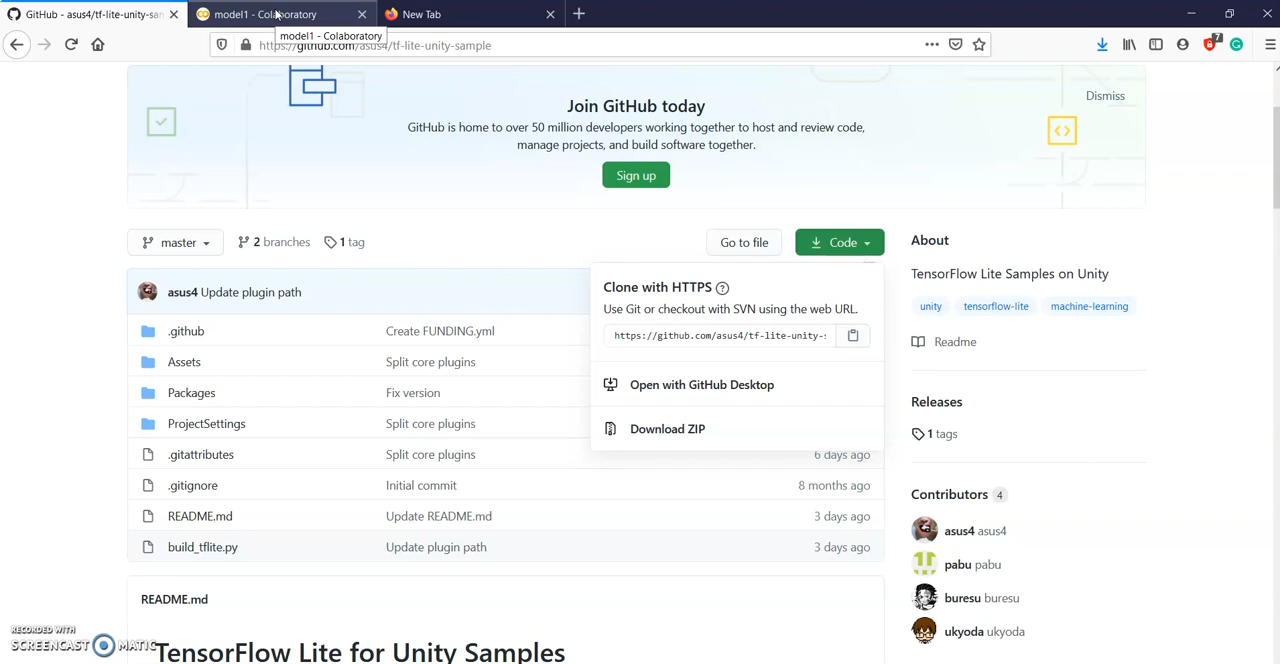 GitHub - asus4/tf-lite-unity-sam
model1 - Colaboratory
New Tab
model1 - Colaboratory
https://github.com/asus4/tf-lite-unity-sample
7
Join GitHub today
Dismiss
GitHub is home to over 50 million developers working together to host and review code,
manage projects, and build software together.
Sign up
master
2 branches
1 tag
Go to file
Code
About
asus4 Update plugin path
Clone with HTTPS
Use Git or checkout with SVN using the web URL.
https://github.com/asus4/tf-lite-unity-s
Open with GitHub Desktop
Download ZIP
TensorFlow Lite Samples on Unity
unity
tensorflow-lite
machine-learning
Readme
.github Create FUNDING.yml
Assets Split core plugins
Packages Fix version
ProjectSettings Split core plugins
.gitattributes Split core plugins 6 days ago
.gitignore Initial commit 8 months ago
README.md Update README.md 3 days ago
build_tflite.py Update plugin path 3 days ago
Releases
1 tags
Contributors 4
asus4 asus4
pabu pabu
buresu buresu
ukyoda ukyoda
README.md
TensorFlow Lite for Unity Samples
RECORDED WITH
SCREENCAST MATIC